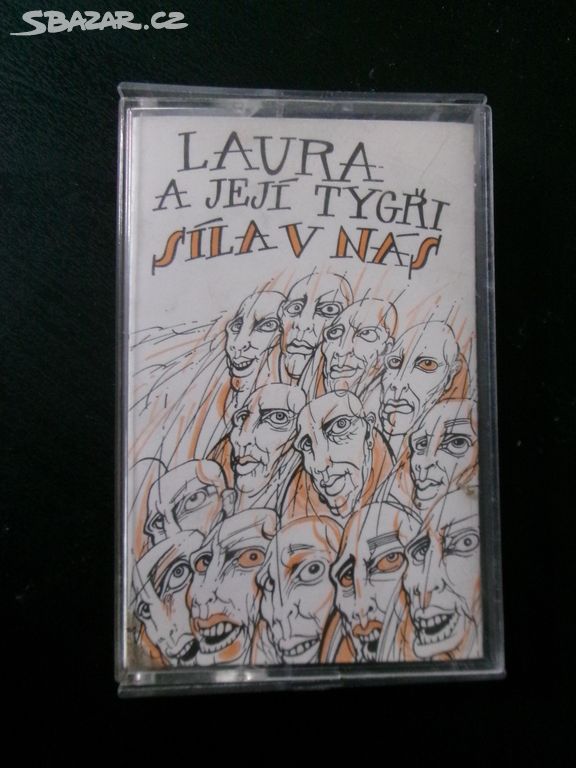 SBAZAR.CZ
LAURA
A JEJÍ TYGŘI
SÍLA V NÁS